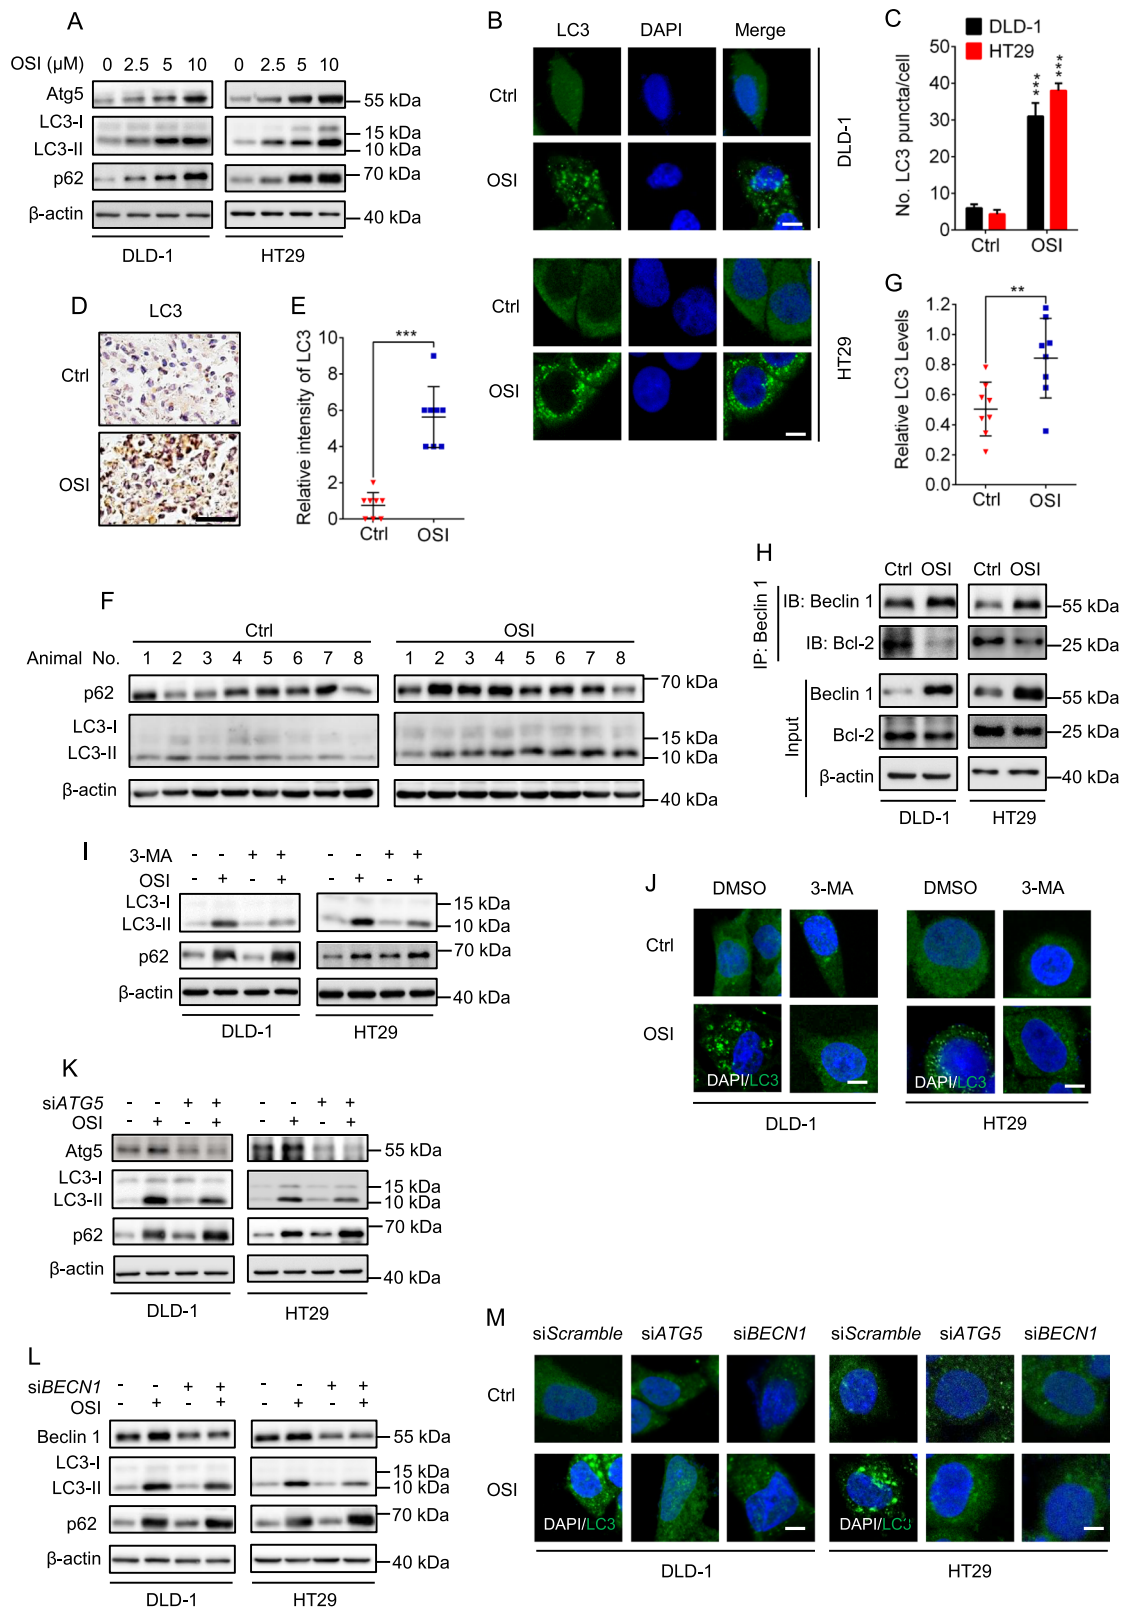 A
OSI (µM) 0 2.5 5 10 0 2.5 5 10
Atg5 55 kDa
LC3-I 15 kDa
LC3-II 10 kDa
p62 70 kDa
β-actin 40 kDa
DLD-1 HT29
B
LC3 DAPI Merge
Ctrl
OSI
DLD-1
Ctrl
OSI
HT29
C
DLD-1
HT29
No. LC3 puncta/cell
50
40
30
20
10
0
*** ***
Ctrl OSI
D
LC3
Ctrl
OSI
E
Relative intensity of LC3
10
8
6
4
2
0
***
Ctrl OSI
G
Relative LC3 Levels
1.2
1.0
0.8
0.6
0.4
0.2
0.0
**
Ctrl OSI
F
Ctrl OSI
Animal No. 1 2 3 4 5 6 7 8 1 2 3 4 5 6 7 8
p62 70 kDa
LC3-I 15 kDa
LC3-II 10 kDa
β-actin 40 kDa
H
Ctrl OSI Ctrl OSI
IP: Beclin 1
IB: Beclin 1 55 kDa
IB: Bcl-2 25 kDa
Input
Beclin 1 55 kDa
Bcl-2 25 kDa
β-actin 40 kDa
DLD-1 HT29
I
3-MA - - + + - - + +
OSI - + - + - + - +
LC3-I 15 kDa
LC3-II 10 kDa
p62 70 kDa
β-actin 40 kDa
DLD-1 HT29
J
DMSO 3-MA DMSO 3-MA
Ctrl
OSI
DAPI/LC3 DAPI/LC3
DLD-1 HT29
K
siATG5 - - + + - - + +
OSI - + - + - + - +
Atg5 55 kDa
LC3-I 15 kDa
LC3-II 10 kDa
p62 70 kDa
β-actin 40 kDa
DLD-1 HT29
L
siBECN1 - - + + - - + +
OSI - + - + - + - +
Beclin 1 55 kDa
LC3-I 15 kDa
LC3-II 10 kDa
p62 70 kDa
β-actin 40 kDa
DLD-1 HT29
M
siScramble siATG5 siBECN1 siScramble siATG5 siBECN1
Ctrl
OSI
DAPI/LC3 DAPI/LC3
DLD-1 HT29